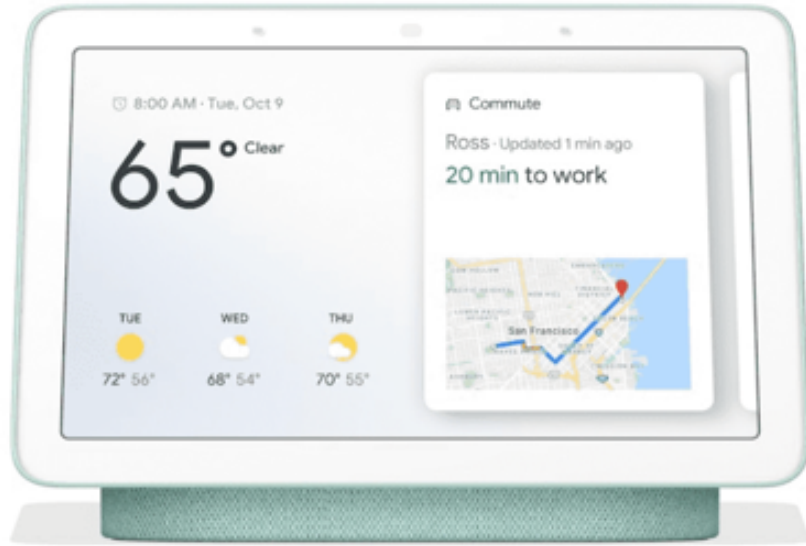 8:00 AM · Tue, Oct 9
65° Clear
TUE
WED
THU
72° 56°
68° 54°
70° 55°
Commute
Ross · Updated 1 min ago
20 min to work
San Francisco